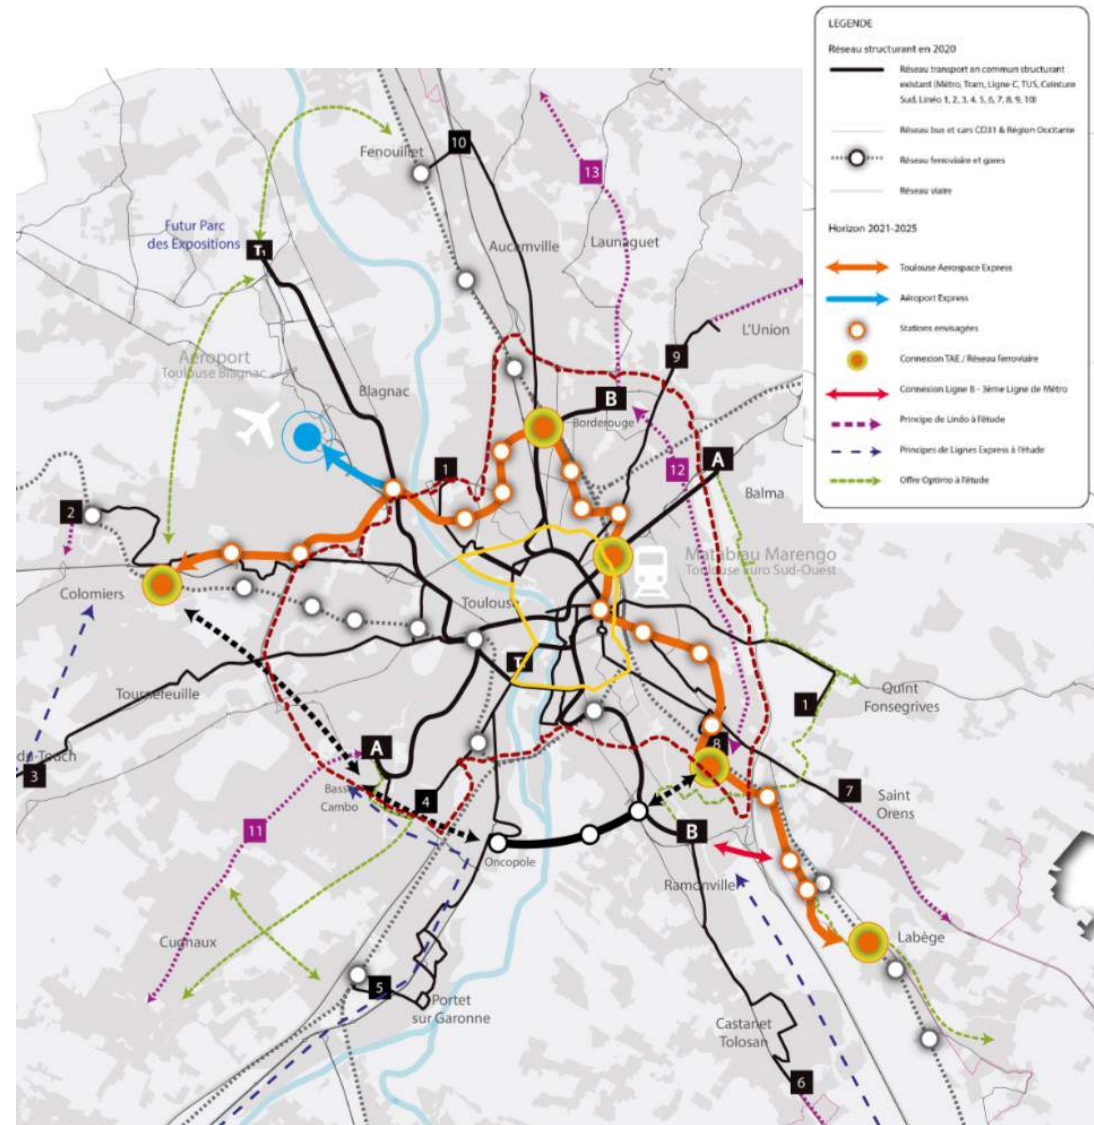 LEGENDE
Réseau structurant en 2020
Réseau transport en commun structurant
existant (Métro, Tram, Ligne C, TUS, Ceinture
Sud, Linéo 1, 2, 3, 4, 5, 6, 7, 8, 9, 10)
Réseau bus et cars CD31 & Région Occitanie
Réseau ferroviaire et gares
Réseau viaire
Horizon 2021-2025
Toulouse Aerospace Express
Aéroport Express
Stations envisagées
Connexion TAE / Réseau ferroviaire
Connexion Ligne B - 3ème Ligne de Métro
Principe de Linéo à l'étude
Principes de Lignes Express à l'étude
Offre Optimo à l'étude
10
Fenouillet
13
Futur Parc
des Expositions
T1
Aucamville
Launaguet
L'Union
9
Aéroport
Toulouse Blagnac
Blagnac
B
Borderouge
1
A
12
Balma
2
Matabiau Marengo
Toulouse Euro Sud-Ouest
Colomiers
Toulouse
T
Tournefeuille
Quint
Fonsegrives
1
8
A
3
Basso
Cambo
4
7
Saint
Orens
11
B
Oncopole
Ramonville
Cugnaux
Labège
5
Portet
sur Garonne
Castanet
Tolosan
6